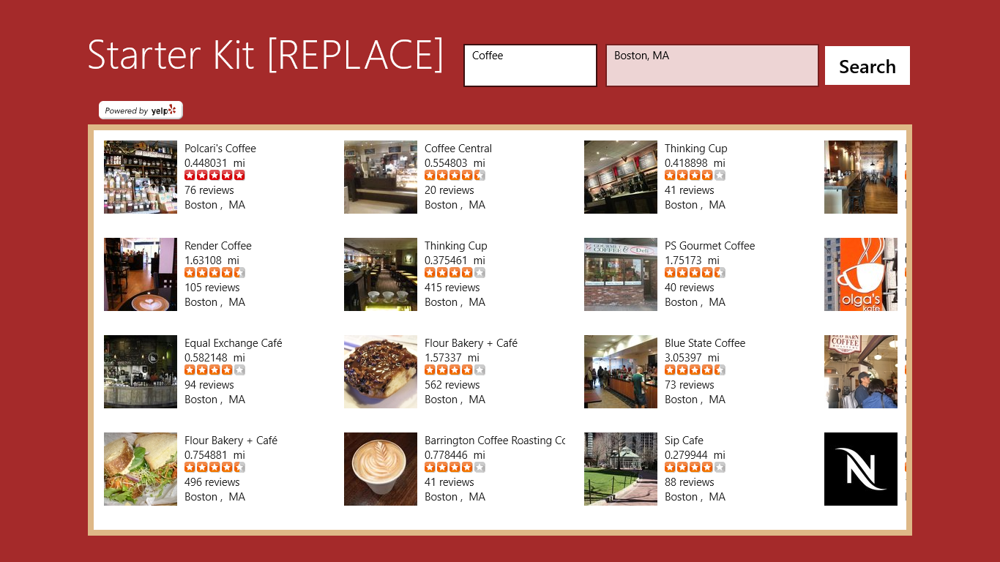 Starter Kit [REPLACE]
Coffee
Boston, MA
Search
Powered by yelp
Polcari's Coffee
0.448031 mi
76 reviews
Boston , MA
Coffee Central
0.554803 mi
20 reviews
Boston , MA
Thinking Cup
0.418898 mi
41 reviews
Boston , MA
Render Coffee
1.63108 mi
105 reviews
Boston , MA
Thinking Cup
0.375461 mi
415 reviews
Boston , MA
GOURMET
COFFEE & Deli
PS Gourmet Coffee
1.75173 mi
40 reviews
Boston , MA
olga's
kafe
Equal Exchange Café
0.582148 mi
94 reviews
Boston , MA
Flour Bakery + Café
1.57337 mi
562 reviews
Boston , MA
Blue State Coffee
3.05397 mi
73 reviews
Boston , MA
RED BARN
COFFEE
Flour Bakery + Café
0.754881 mi
496 reviews
Boston , MA
Barrington Coffee Roasting Cc
0.778446 mi
41 reviews
Boston , MA
Sip Cafe
0.279944 mi
88 reviews
Boston , MA
N